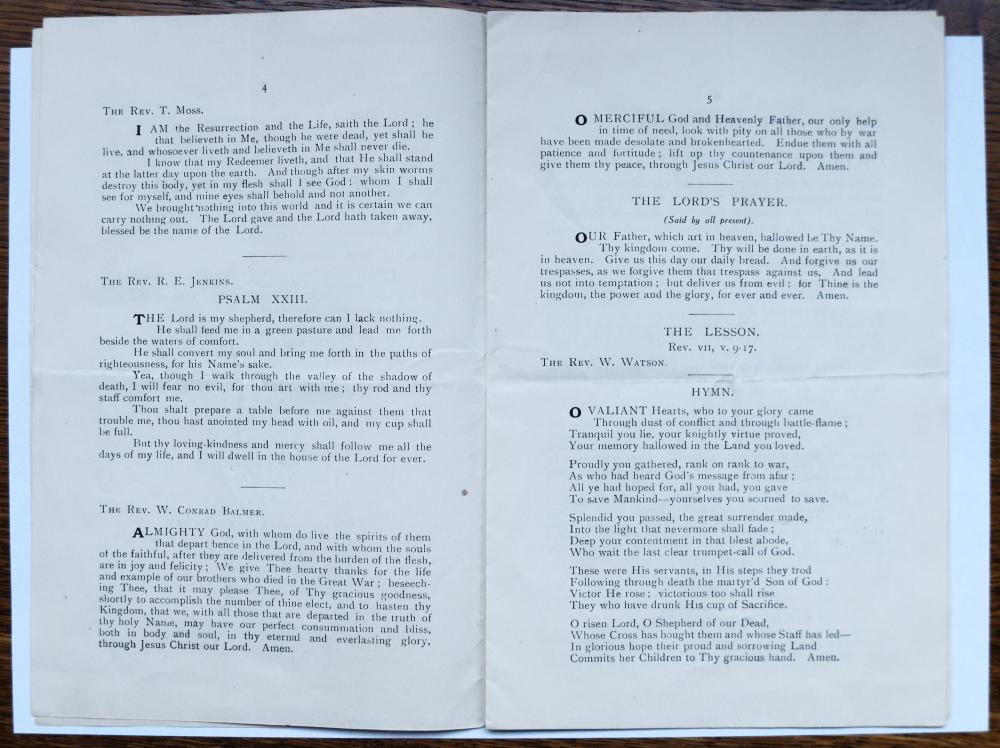 4
THE REV. T. MOSS.
I AM the Resurrection and the Life, saith the Lord; he
that believeth in Me, though he were dead, yet shall he
live, and whosoever liveth and believeth in Me shall never die.
I know that my Redeemer liveth, and that He shall stand
at the latter day upon the earth. And though after my skin worms
destroy this body, yet in my flesh shall I see God: whom I shall
see for myself, and mine eyes shall behold and not another.
We brought nothing into this world and it is certain we can
carry nothing out. The Lord gave and the Lord hath taken away,
blessed be the name of the Lord.
THE REV. R. E. JENKINS.
PSALM XXIII.
THE Lord is my shepherd, therefore can I lack nothing.
He shall feed me in a green pasture and lead me forth
beside the waters of comfort.
He shall convert my soul and bring me forth in the paths of
righteousness, for his Name's sake.
Yea, though I walk through the valley of the shadow of
death, I will fear no evil, for thou art with me; thy rod and thy
staff comfort me.
Thou shalt prepare a table before me against them that
trouble me, thou hast anointed my head with oil, and my cup shall
be full.
But thy loving-kindness and mercy shall follow me all the
days of my life, and I will dwell in the house of the Lord for ever.
THE REV. W. CONRAD BALMER.
ALMIGHTY God, with whom do live the spirits of them
that depart hence in the Lord, and with whom the souls
of the faithful, after they are delivered from the burden of the flesh,
are in joy and felicity; We give Thee hearty thanks for the life
and example of our brothers who died in the Great War; beseech-
ing Thee, that it may please Thee, of Thy gracious goodness,
shortly to accomplish the number of thine elect, and to hasten thy
Kingdom, that we, with all those that are departed in the truth of
thy holy Name, may have our perfect consummation and bliss,
both in body and soul, in thy eternal and everlasting glory,
through Jesus Christ our Lord. Amen.
5
O MERCIFUL God and Heavenly Father, our only help
in time of need, look with pity on all those who by war
have been made desolate and brokenhearted. Endue them with all
patience and fortitude; lift up thy countenance upon them and
give them thy peace, through Jesus Christ our Lord. Amen.
THE LORD'S PRAYER.
(Said by all present).
OUR Father, which art in heaven, hallowed be Thy Name.
Thy kingdom come. Thy will be done in earth, as it is
in heaven. Give us this day our daily bread. And forgive us our
trespasses, as we forgive them that trespass against us, And lead
us not into temptation; but deliver us from evil: for Thine is the
kingdom, the power and the glory, for ever and ever. Amen.
THE LESSON.
Rev. vii, v. 9-17.
THE REV. W. WATSON.
HYMN.
O VALIANT Hearts, who to your glory came
Through dust of conflict and through battle-flame;
Tranquil you lie, your knightly virtue proved,
Your memory hallowed in the Land you loved.
Proudly you gathered, rank on rank to war,
As who had heard God's message from afar;
All ye had hoped for, all you had, you gave
To save Mankind—yourselves you scorned to save.
Splendid you passed, the great surrender made,
Into the light that nevermore shall fade;
Deep your contentment in that blest abode,
Who wait the last clear trumpet-call of God.
These were His servants, in His steps they trod
Following through death the martyr'd Son of God:
Victor He rose; victorious too shall rise
They who have drunk His cup of Sacrifice.
O risen Lord, O Shepherd of our Dead,
Whose Cross has bought them and whose Staff has led—
In glorious hope their proud and sorrowing Land
Commits her Children to Thy gracious hand. Amen.